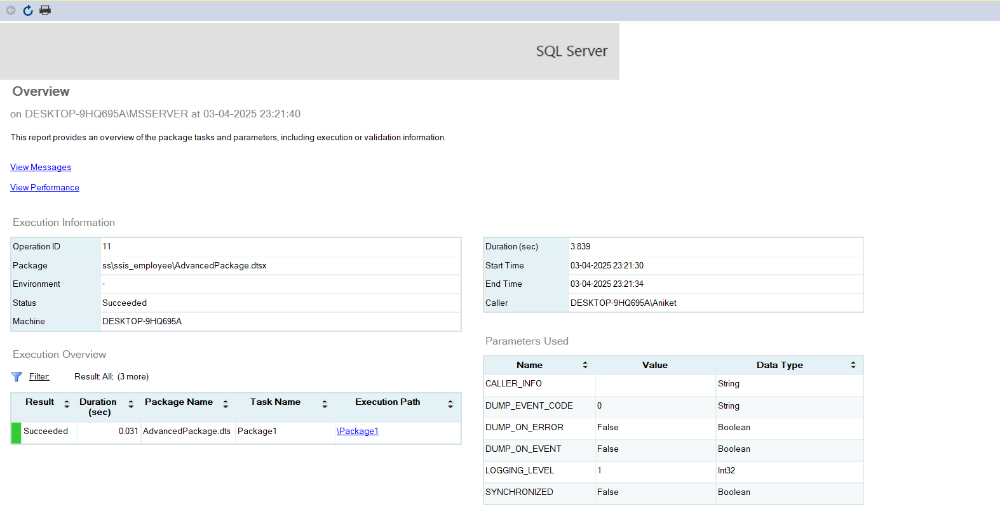 SQL Server
Overview
on DESKTOP-9HQ695A\MSSERVER at 03-04-2025 23:21:40
This report provides an overview of the package tasks and parameters, including execution or validation information.
View Messages
View Performance
Execution Information
Operation ID 11
Package ss\ssis_employee\AdvancedPackage.dtsx
Environment -
Status Succeeded
Machine DESKTOP-9HQ695A
Duration (sec) 3.839
Start Time 03-04-2025 23:21:30
End Time 03-04-2025 23:21:34
Caller DESKTOP-9HQ695A\Aniket
Execution Overview
Filter: Result: All; (3 more)
Result Duration (sec) Package Name Task Name Execution Path
Succeeded 0.031 AdvancedPackage.dts Package1 \Package1
Parameters Used
Name Value Data Type
CALLER_INFO String
DUMP_EVENT_CODE 0 String
DUMP_ON_ERROR False Boolean
DUMP_ON_EVENT False Boolean
LOGGING_LEVEL 1 Int32
SYNCHRONIZED False Boolean